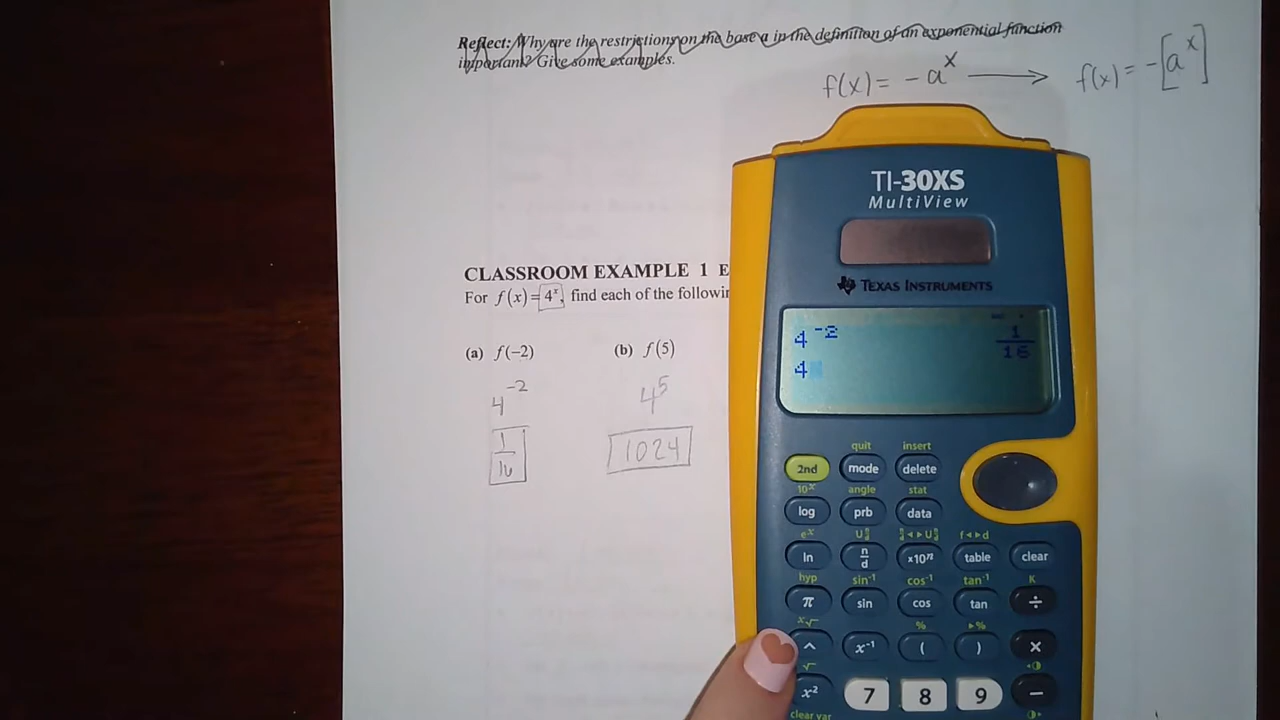 Reflect: Why are the restrictions on the base a in the definition of an exponential function
important? Give some examples.
f(x) = -a^x → f(x) = -[a^x]
TI-30XS
MultiView
TEXAS INSTRUMENTS
CLASSROOM EXAMPLE 1 E
For f(x) = 4^x, find each of the followin
4^-2 1/16
4
(a) f(-2) (b) f(5)
4^-2 4^5
1/16 1024
quit insert
2nd mode delete
10^x angle stat
log prb data
e^x f◄►d
ln n/d ×10^n table clear
hyp sin^-1 cos^-1 tan^-1 K
π sin cos tan ÷
x√ % ►%
^ x^-1 ( ) ×
√
x² 7 8 9 −
clear var